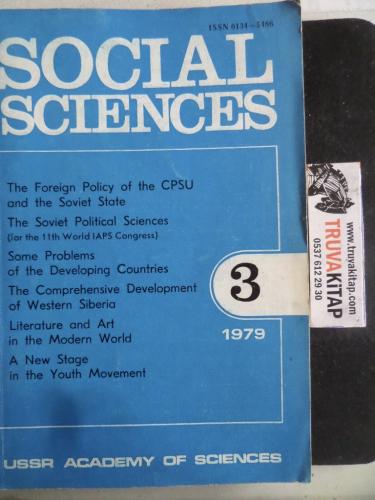 ISSN 0134-5486
SOCIAL
SCIENCES
The Foreign Policy of the CPSU
and the Soviet State
The Soviet Political Sciences
(for the 11th World IAPS Congress)
Some Problems
of the Developing Countries
The Comprehensive Development
of Western Siberia
Literature and Art
in the Modern World
A New Stage
in the Youth Movement
3
1979
USSR ACADEMY OF SCIENCES
www.truvakitap.com
TRUVAKİTAP
0537 612 29 30